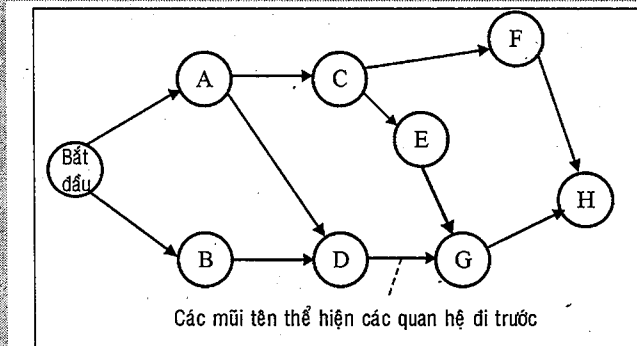 F
A
C
E
Bắt
đầu
H
B
D
G
Các mũi tên thể hiện các quan hệ đi trước